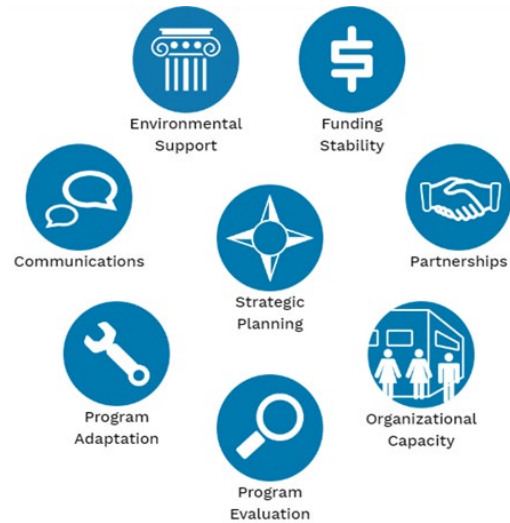 Environmental
Support
Funding
Stability
Communications
Partnerships
Strategic
Planning
Program
Adaptation
Organizational
Capacity
Program
Evaluation